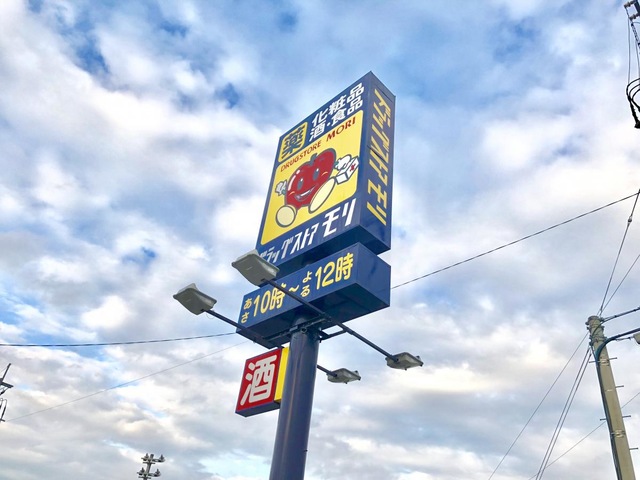 薬
化粧品
酒・食品
DRUGSTORE MORI
ドラッグストアモリ
ドラッグストアモリ
あさ10時~よる12時
酒